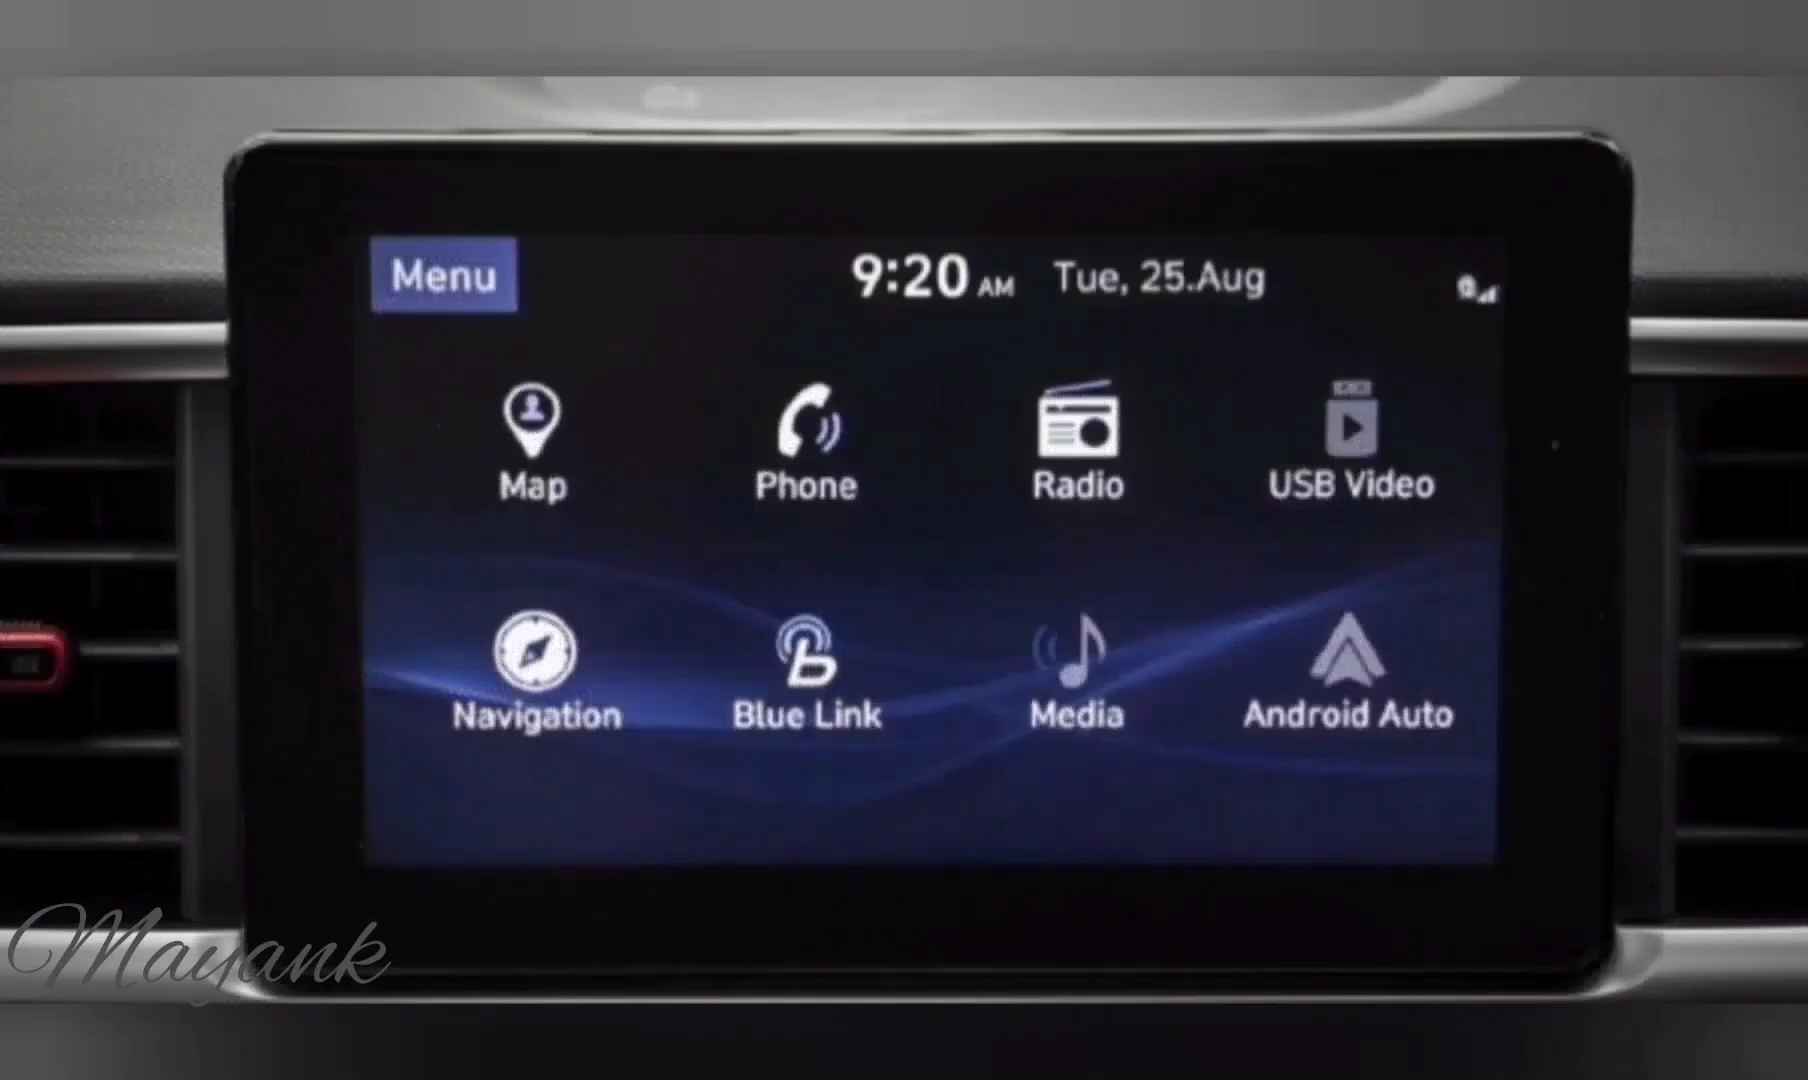 Menu
9:20 AM Tue, 25.Aug
Map
Phone
Radio
USB Video
Navigation
Blue Link
Media
Android Auto
Mayank